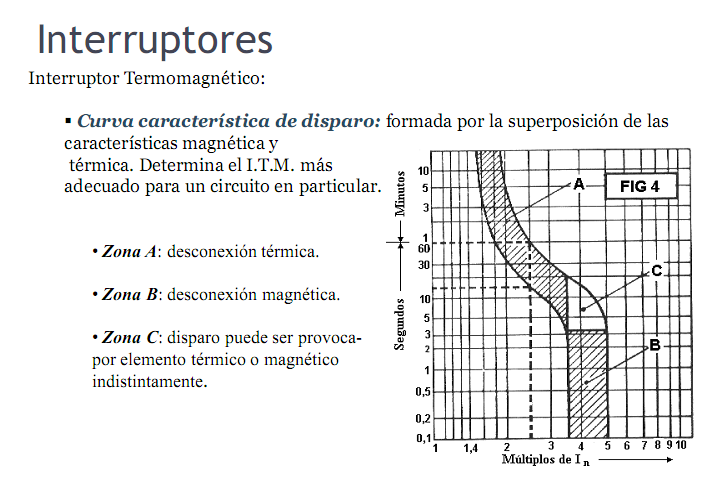 Interruptores
Interruptor Termomagnético:
▪ Curva característica de disparo: formada por la superposición de las
características magnética y
térmica. Determina el I.T.M. más
adecuado para un circuito en particular.
• Zona A: desconexión térmica.
• Zona B: desconexión magnética.
• Zona C: disparo puede ser provoca-
por elemento térmico o magnético
indistintamente.
FIG 4
A
C
B
Minutos
10
5
3
1
Segundos
60
30
10
5
3
2
1
0,5
0,2
0,1
1 1,4 2 3 4 5 6 7 8 9 10
Múltiplos de I n